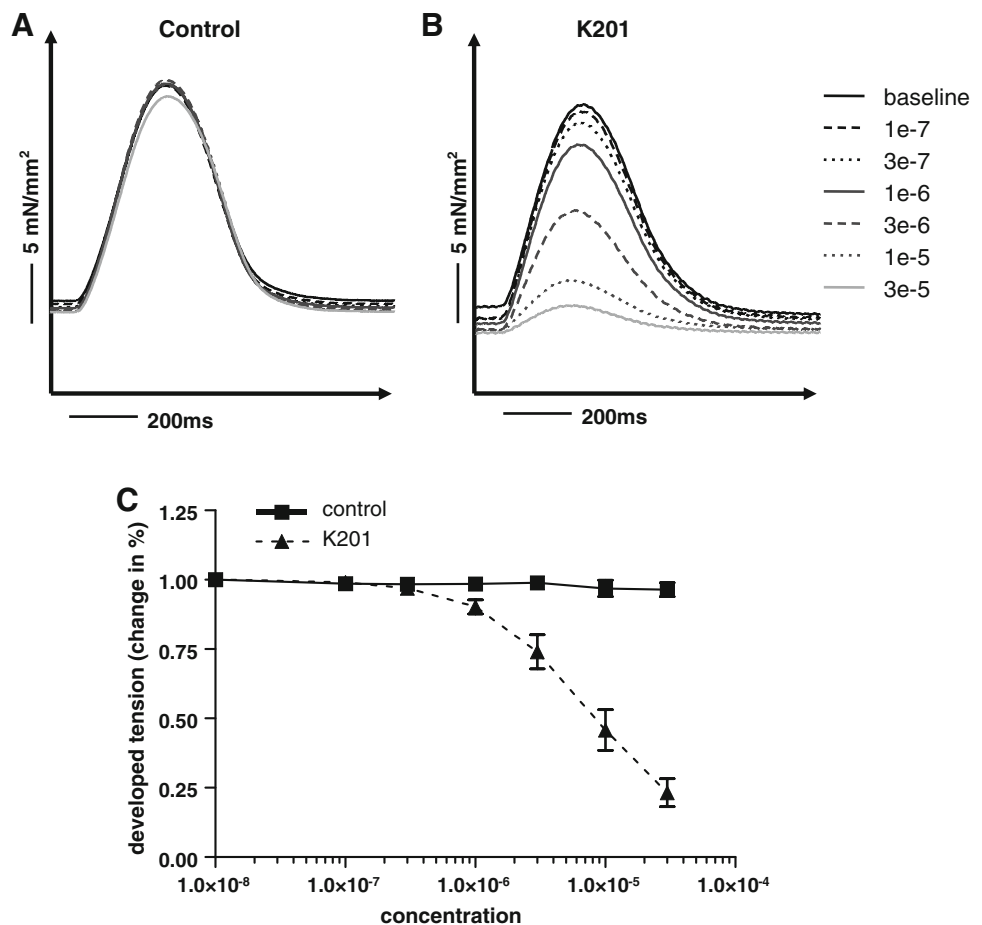 A
Control
5 mN/mm²
200ms
B
K201
5 mN/mm²
200ms
baseline
1e-7
3e-7
1e-6
3e-6
1e-5
3e-5
C
control
K201
developed tension (change in %)
1.25
1.00
0.75
0.50
0.25
0.00
1.0×10⁻⁸ 1.0×10⁻⁷ 1.0×10⁻⁶ 1.0×10⁻⁵ 1.0×10⁻⁴
concentration